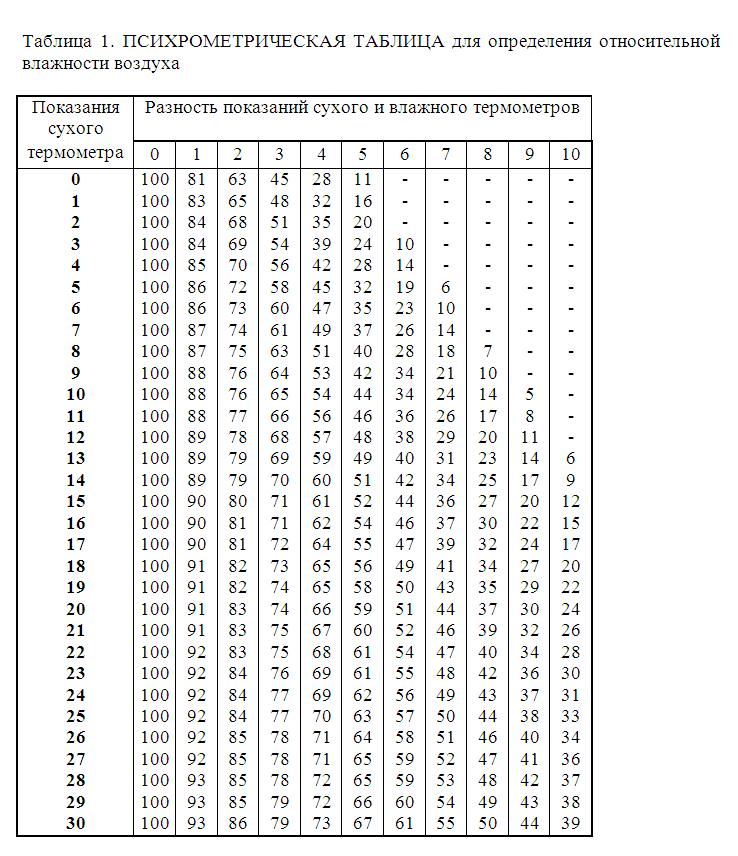 Таблица 1. ПСИХРОМЕТРИЧЕСКАЯ ТАБЛИЦА для определения относительной
влажности воздуха
Показания сухого термометра Разность показаний сухого и влажного термометров
0 1 2 3 4 5 6 7 8 9 10
0 100 81 63 45 28 11 - - - - -
1 100 83 65 48 32 16 - - - - -
2 100 84 68 51 35 20 - - - - -
3 100 84 69 54 39 24 10 - - - -
4 100 85 70 56 42 28 14 - - - -
5 100 86 72 58 45 32 19 6 - - -
6 100 86 73 60 47 35 23 10 - - -
7 100 87 74 61 49 37 26 14 - - -
8 100 87 75 63 51 40 28 18 7 - -
9 100 88 76 64 53 42 34 21 10 - -
10 100 88 76 65 54 44 34 24 14 5 -
11 100 88 77 66 56 46 36 26 17 8 -
12 100 89 78 68 57 48 38 29 20 11 -
13 100 89 79 69 59 49 40 31 23 14 6
14 100 89 79 70 60 51 42 34 25 17 9
15 100 90 80 71 61 52 44 36 27 20 12
16 100 90 81 71 62 54 46 37 30 22 15
17 100 90 81 72 64 55 47 39 32 24 17
18 100 91 82 73 65 56 49 41 34 27 20
19 100 91 82 74 65 58 50 43 35 29 22
20 100 91 83 74 66 59 51 44 37 30 24
21 100 91 83 75 67 60 52 46 39 32 26
22 100 92 83 75 68 61 54 47 40 34 28
23 100 92 84 76 69 61 55 48 42 36 30
24 100 92 84 77 69 62 56 49 43 37 31
25 100 92 84 77 70 63 57 50 44 38 33
26 100 92 85 78 71 64 58 51 46 40 34
27 100 92 85 78 71 65 59 52 47 41 36
28 100 93 85 78 72 65 59 53 48 42 37
29 100 93 85 79 72 66 60 54 49 43 38
30 100 93 86 79 73 67 61 55 50 44 39